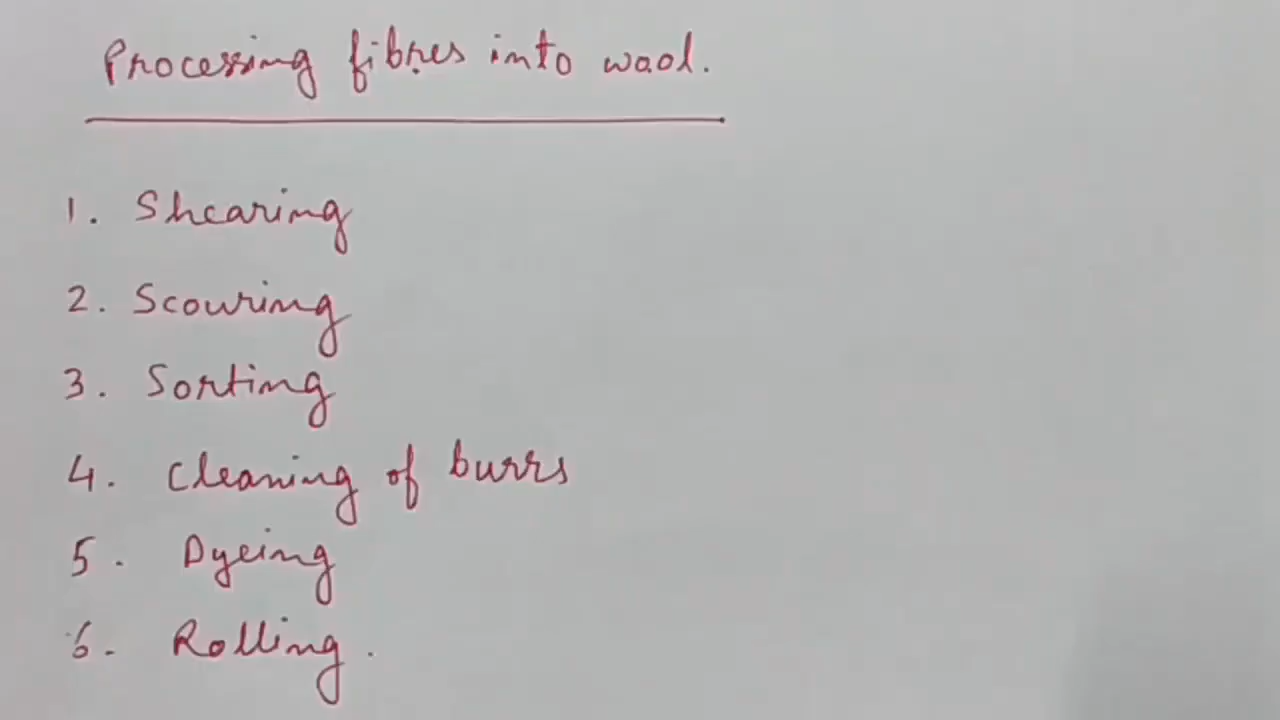 Processing fibres into wool.
1. Shearing
2. Scouring
3. Sorting
4. Cleaning of burrs
5. Dyeing
6. Rolling.